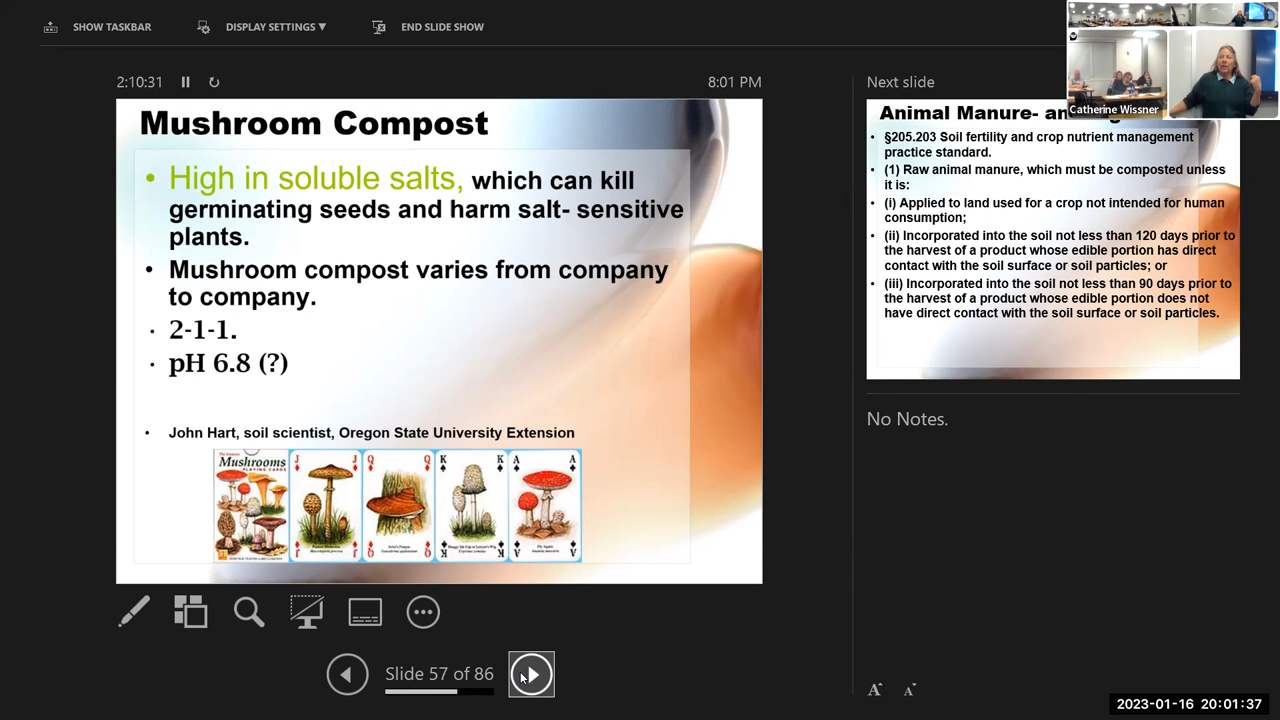 SHOW TASKBAR
DISPLAY SETTINGS ▼
END SLIDE SHOW
2:10:31
8:01 PM
Mushroom Compost
• High in soluble salts, which can kill
germinating seeds and harm salt- sensitive
plants.
• Mushroom compost varies from company
to company.
• 2-1-1.
• pH 6.8 (?)
• John Hart, soil scientist, Oregon State University Extension
Mushrooms
PLAYING CARDS
J J
Q Q
K K
A A
J
Q
K
A
Slide 57 of 86
Next slide
Catherine Wissner
Animal Manure-
• §205.203 Soil fertility and crop nutrient management
practice standard.
• (1) Raw animal manure, which must be composted unless
it is:
• (i) Applied to land used for a crop not intended for human
consumption;
• (ii) Incorporated into the soil not less than 120 days prior to
the harvest of a product whose edible portion has direct
contact with the soil surface or soil particles; or
• (iii) Incorporated into the soil not less than 90 days prior to
the harvest of a product whose edible portion does not
have direct contact with the soil surface or soil particles.
No Notes.
A A
2023-01-16 20:01:37